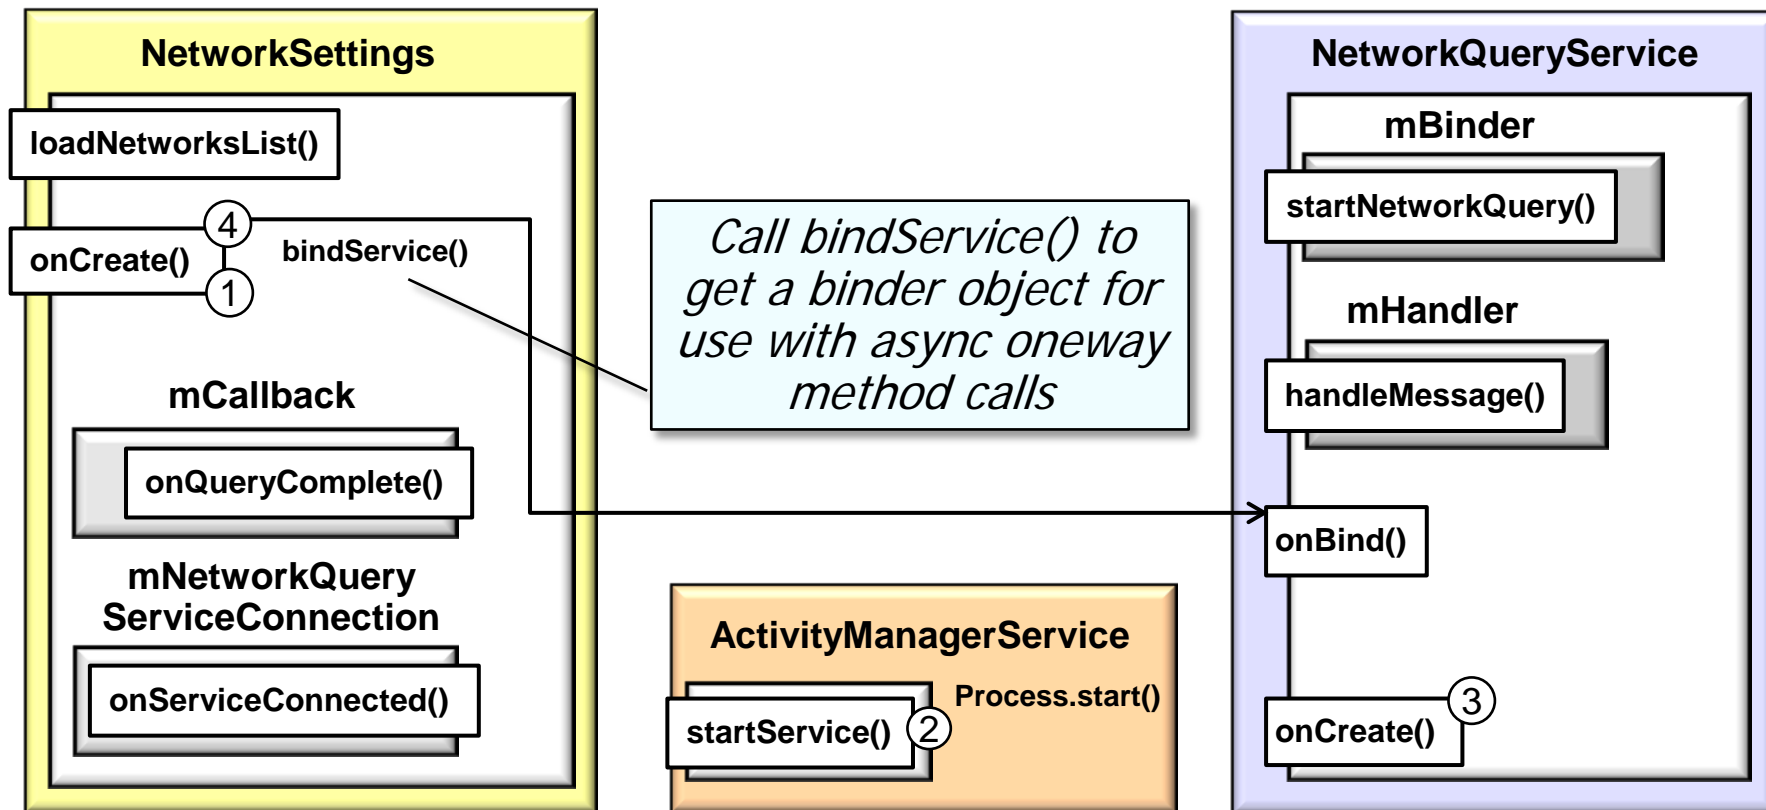 NetworkSettings
loadNetworksList()
4
onCreate()
bindService()
1
mCallback
onQueryComplete()
mNetworkQuery
ServiceConnection
onServiceConnected()
Call bindService() to
get a binder object for
use with async oneway
method calls
ActivityManagerService
Process.start()
startService()
2
NetworkQueryService
mBinder
startNetworkQuery()
mHandler
handleMessage()
onBind()
3
onCreate()